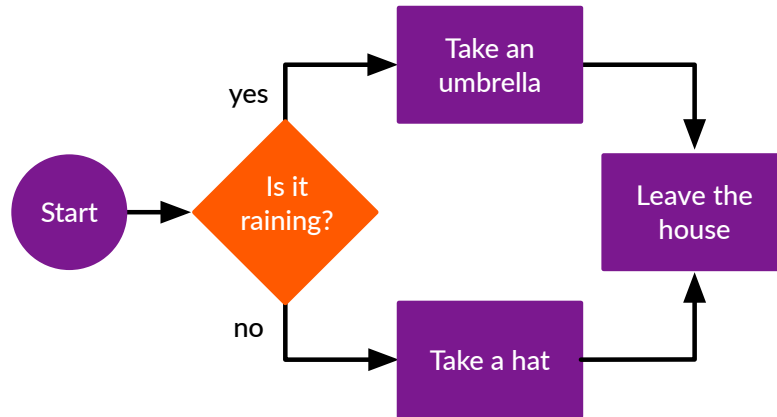 Start
Is it
raining?
yes
Take an
umbrella
no
Take a hat
Leave the
house